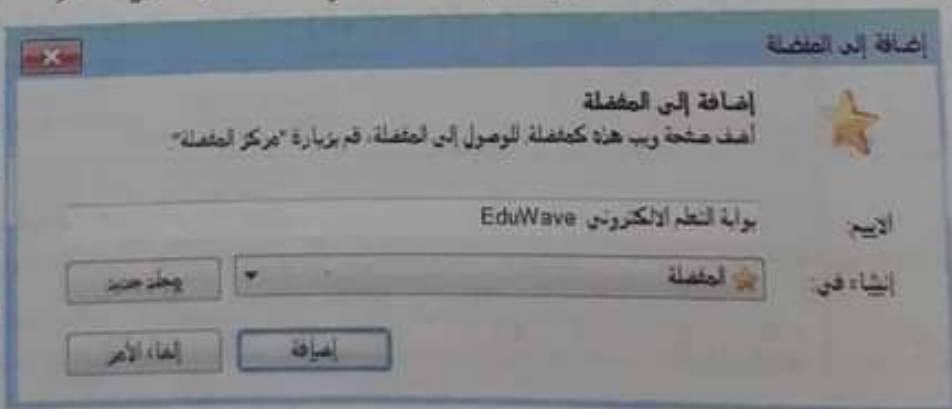 إضافة إلى المفضلة
إضافة إلى المفضلة
أضف صفحة ويب هذه كمفضلة. للوصول إلى المفضلة، قم بزيارة "مركز المفضلة"
الاسم:
بوابة التعلم الالكتروني EduWave
إنشاء في:
المفضلة
مجلد جديد
إضافة
إلغاء الأمر